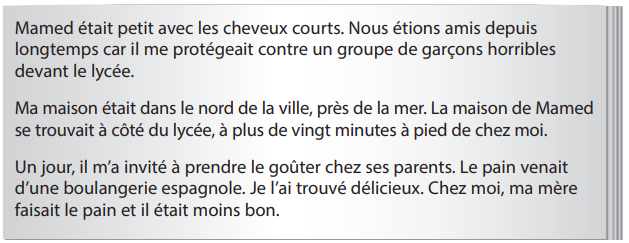 Mamed était petit avec les cheveux courts. Nous étions amis depuis
longtemps car il me protégeait contre un groupe de garçons horribles
devant le lycée.
Ma maison était dans le nord de la ville, près de la mer. La maison de Mamed
se trouvait à côté du lycée, à plus de vingt minutes à pied de chez moi.
Un jour, il m’a invité à prendre le goûter chez ses parents. Le pain venait
d’une boulangerie espagnole. Je l’ai trouvé délicieux. Chez moi, ma mère
faisait le pain et il était moins bon.